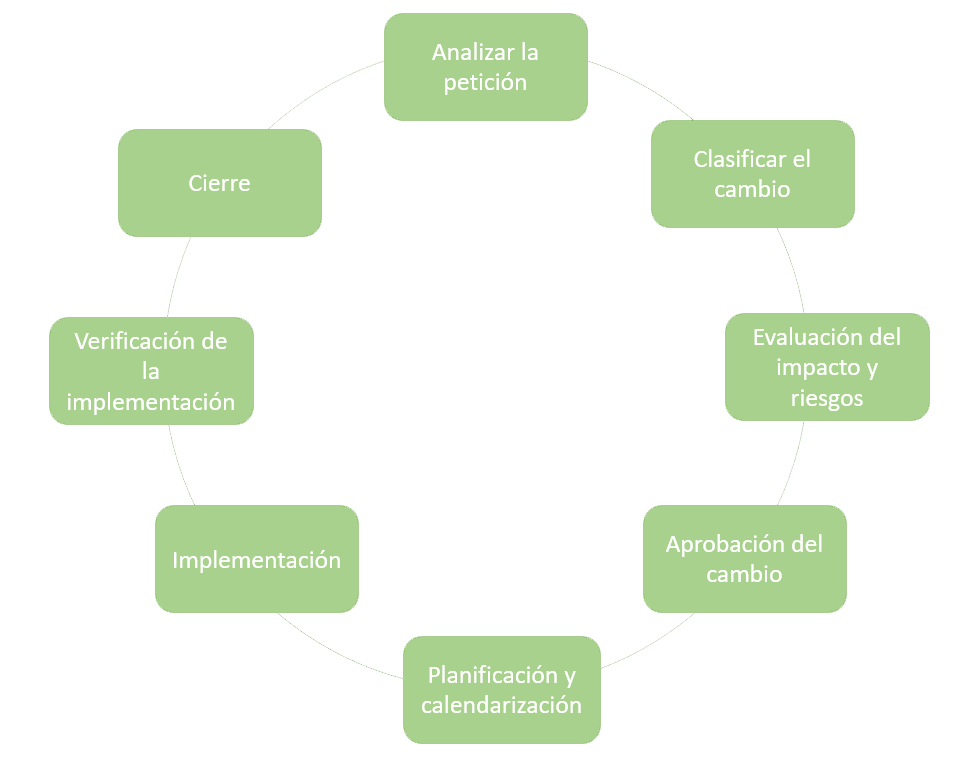 Analizar la
petición
Clasificar el
cambio
Evaluación del
impacto y
riesgos
Aprobación del
cambio
Planificación y
calendarización
Implementación
Verificación de
la
implementación
Cierre